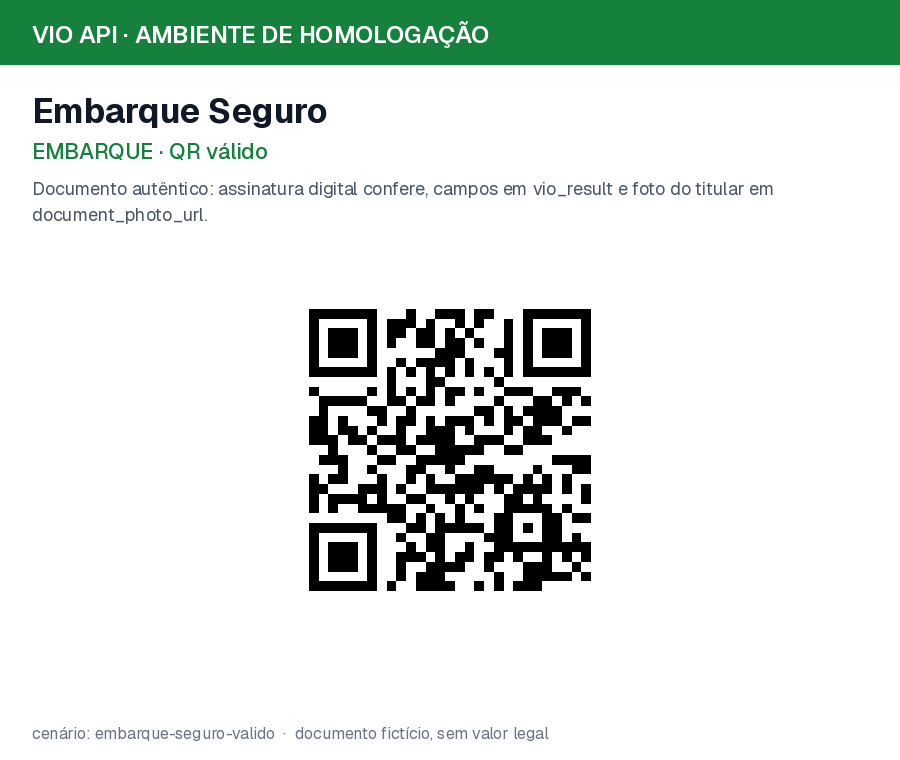 VIO API · AMBIENTE DE HOMOLOGAÇÃO
Embarque Seguro
EMBARQUE · QR válido
Documento autêntico: assinatura digital confere, campos em vio_result e foto do titular em
document_photo_url.
cenário: embarque-seguro-valido · documento fictício, sem valor legal